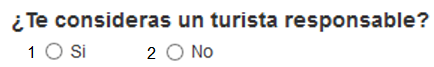 ¿Te consideras un turista responsable?
1 Si 2 No